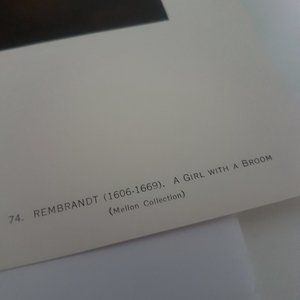 74. REMBRANDT (1606-1669). A GIRL WITH A BROOM
(Mellon Collection)